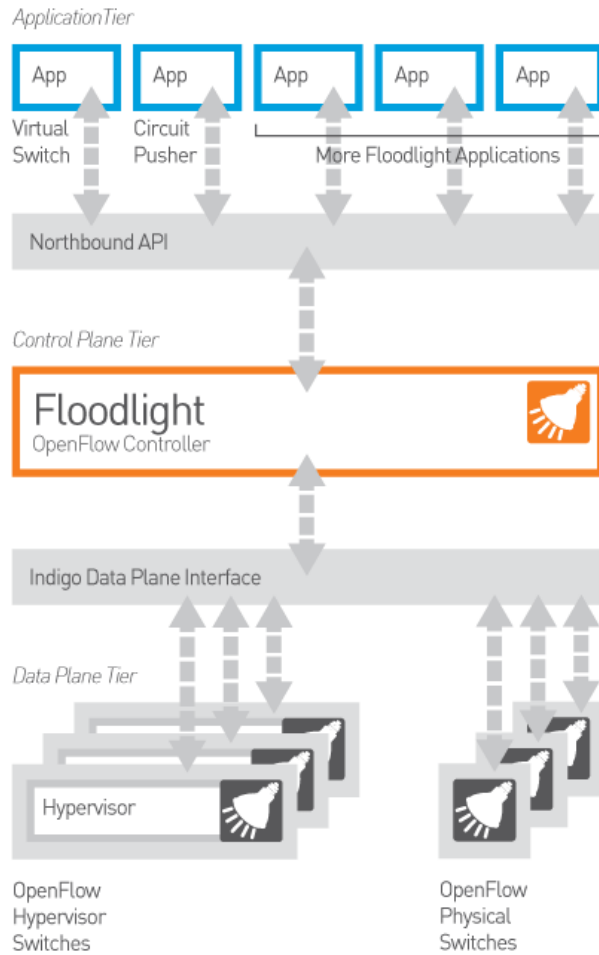 ApplicationTier
App App App App App
Virtual Switch
Circuit Pusher
More Floodlight Applications
Northbound API
Control Plane Tier
Floodlight
OpenFlow Controller
Indigo Data Plane Interface
Data Plane Tier
Hypervisor
OpenFlow
Hypervisor
Switches
OpenFlow
Physical
Switches